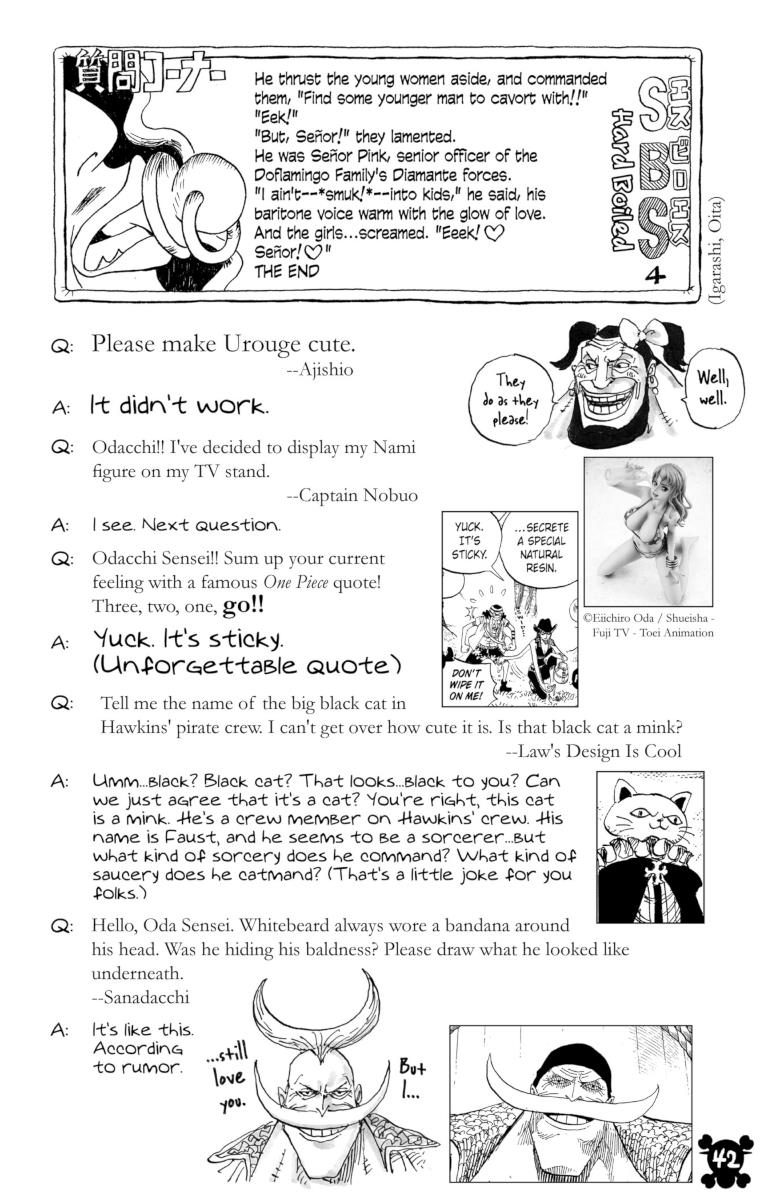 質問コーナー
He thrust the young women aside, and commanded
them, "Find some younger man to cavort with!!"
"Eek!"
"But, Señor!" they lamented.
He was Señor Pink, senior officer of the
Doflamingo Family's Diamante forces.
"I ain't--*smuk!*--into kids," he said, his
baritone voice warm with the glow of love.
And the girls...screamed. "Eeek! ♡
Señor!♡"
THE END
SBS
エスビーエス
Hard Boiled
4
(Igarashi, Oita)
Q: Please make Urouge cute.
--Ajishio
A: It didn't work.
They
do as they
please!
Well,
well.
Q: Odacchi!! I've decided to display my Nami
figure on my TV stand.
--Captain Nobuo
A: I see. Next question.
©Eiichiro Oda / Shueisha -
Fuji TV - Toei Animation
Q: Odacchi Sensei!! Sum up your current
feeling with a famous One Piece quote!
Three, two, one, go!!
A: Yuck. It's sticky.
(Unforgettable quote)
...SECRETE
A SPECIAL
NATURAL
RESIN.
YUCK.
IT'S
STICKY.
DON'T
WIPE IT
ON ME!
Q: Tell me the name of the big black cat in
Hawkins' pirate crew. I can't get over how cute it is. Is that black cat a mink?
--Law's Design Is Cool
A: Umm...black? Black cat? That looks...black to you? Can
we just agree that it's a cat? You're right, this cat
is a mink. He's a crew member on Hawkins' crew. His
name is Faust, and he seems to be a sorcerer...but
what kind of sorcery does he command? What kind of
saucery does he catmand? (That's a little joke for you
folks.)
Q: Hello, Oda Sensei. Whitebeard always wore a bandana around
his head. Was he hiding his baldness? Please draw what he looked like
underneath.
--Sanadacchi
A: It's like this.
According
to rumor.
But
I...
...still
love
you.
42